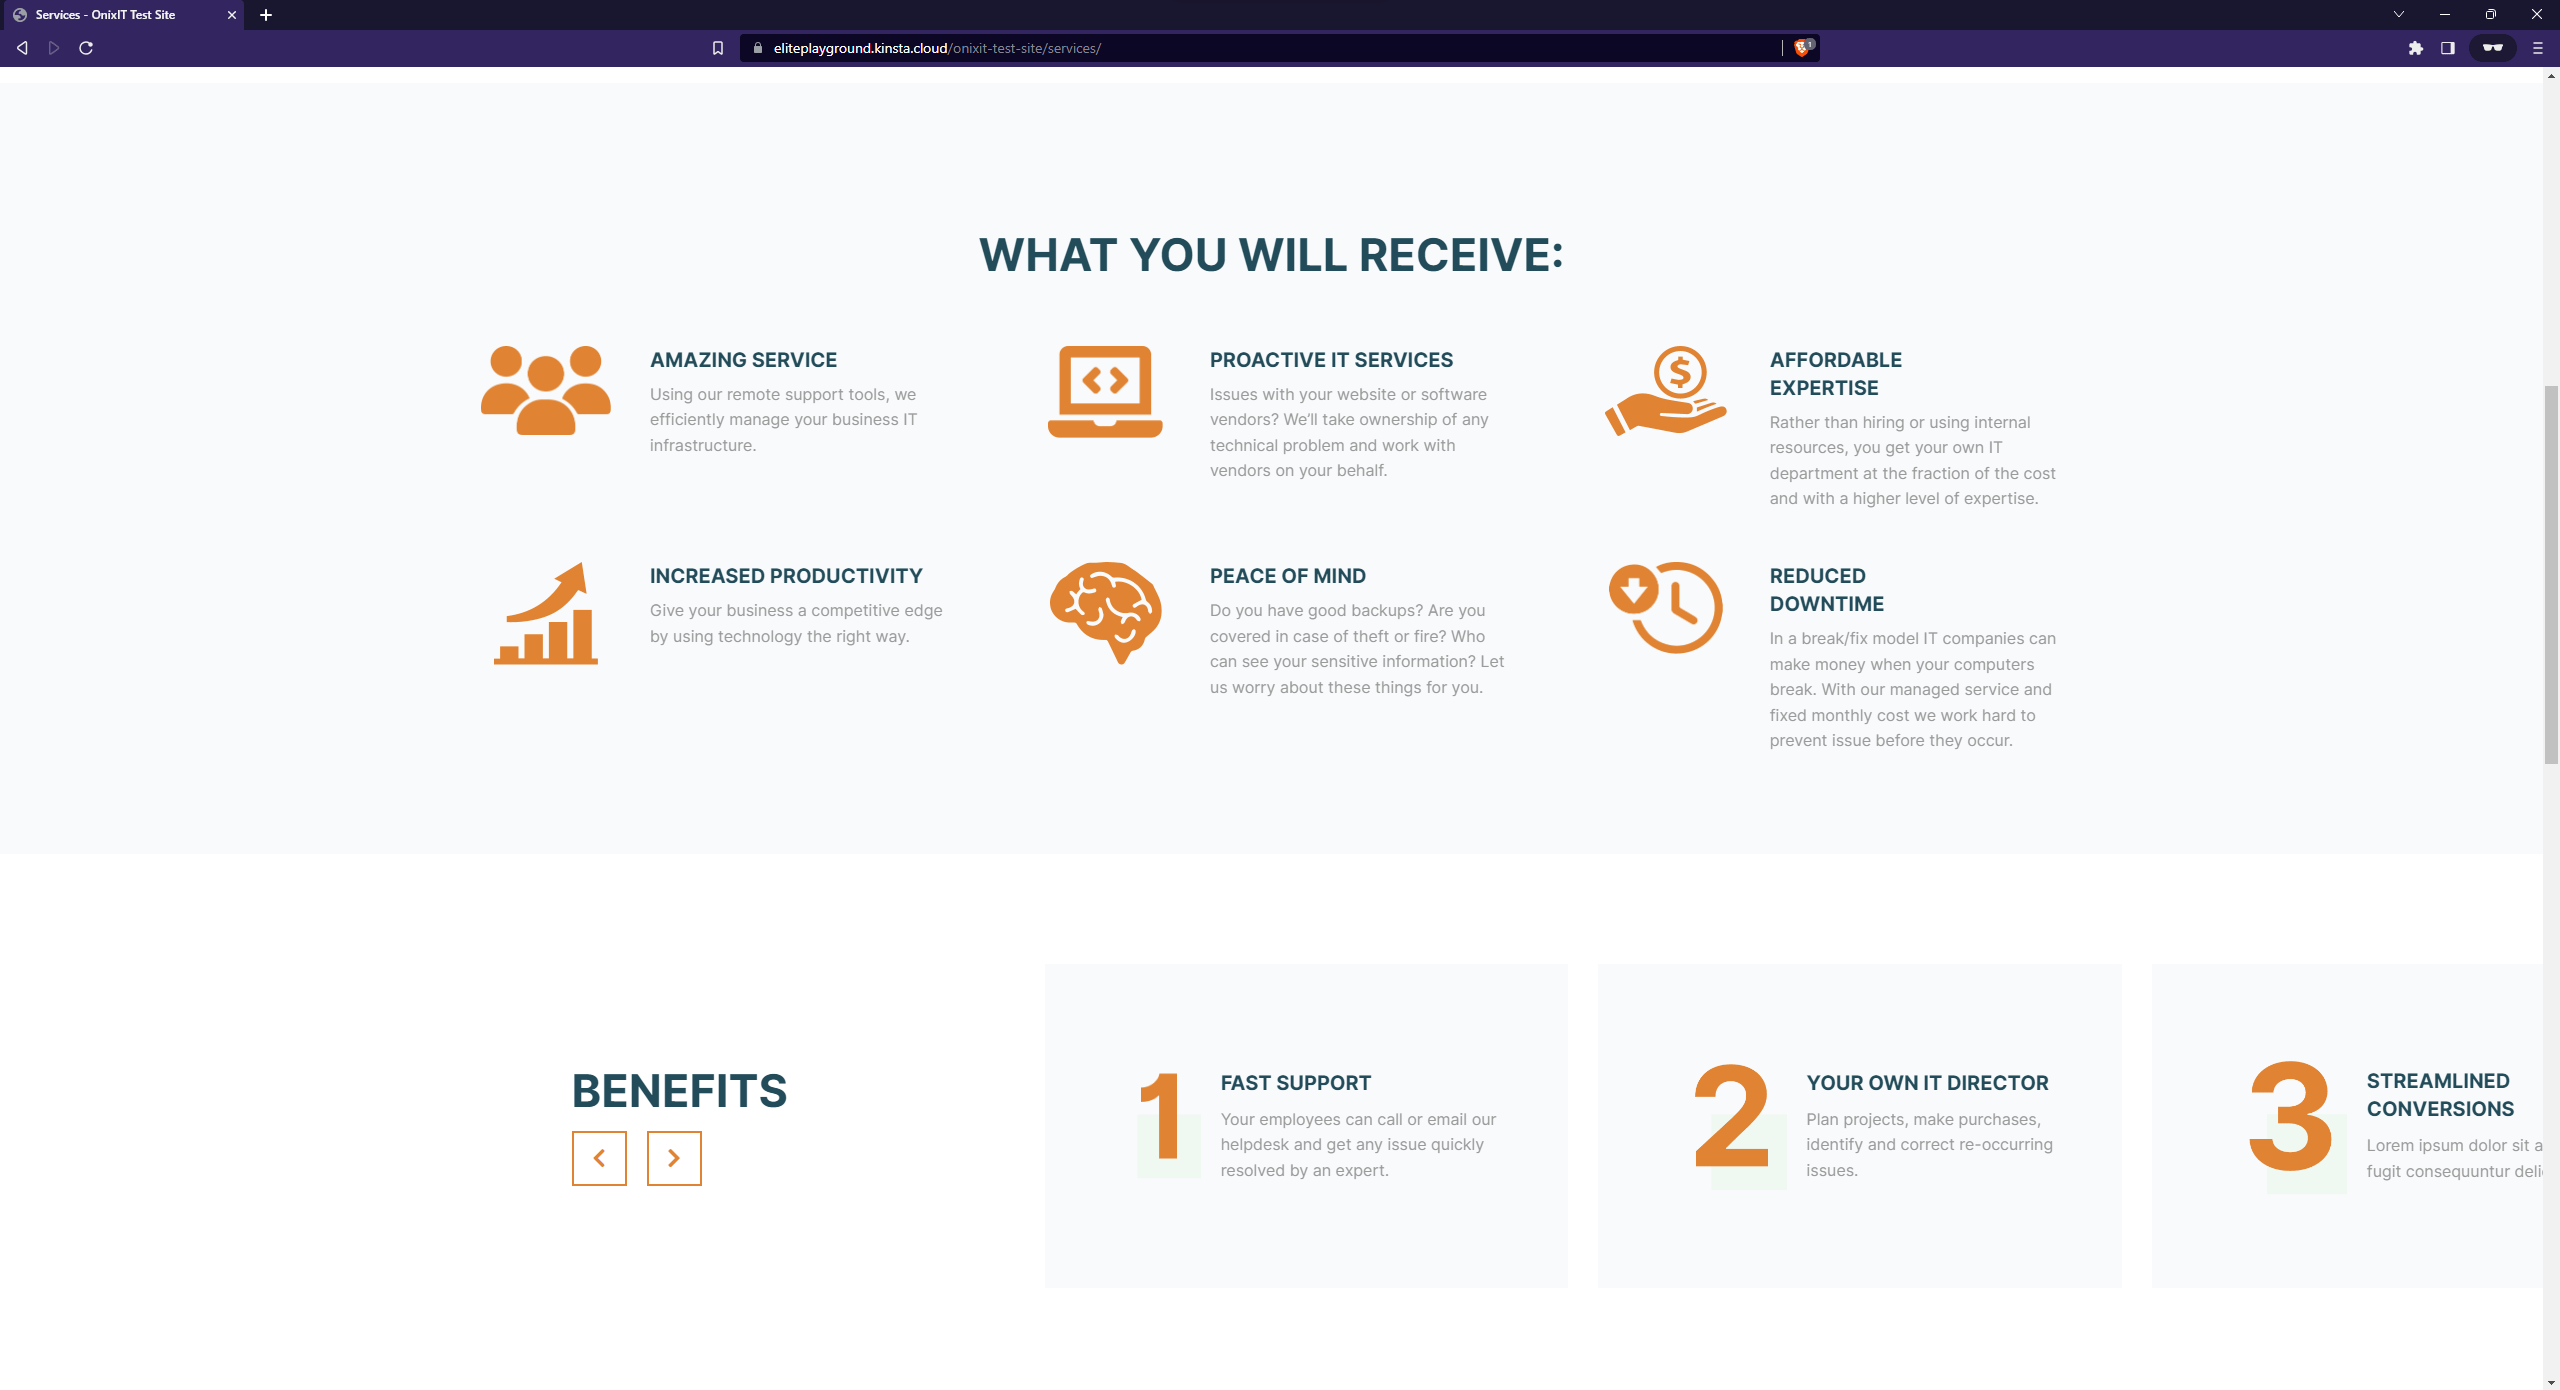 Services - OnixIT Test Site
eliteplayground.kinsta.cloud/onixit-test-site/services/
1
WHAT YOU WILL RECEIVE:
AMAZING SERVICE
Using our remote support tools, we
efficiently manage your business IT
infrastructure.
PROACTIVE IT SERVICES
Issues with your website or software
vendors? We'll take ownership of any
technical problem and work with
vendors on your behalf.
$
AFFORDABLE
EXPERTISE
Rather than hiring or using internal
resources, you get your own IT
department at the fraction of the cost
and with a higher level of expertise.
INCREASED PRODUCTIVITY
Give your business a competitive edge
by using technology the right way.
PEACE OF MIND
Do you have good backups? Are you
covered in case of theft or fire? Who
can see your sensitive information? Let
us worry about these things for you.
REDUCED
DOWNTIME
In a break/fix model IT companies can
make money when your computers
break. With our managed service and
fixed monthly cost we work hard to
prevent issue before they occur.
BENEFITS
1
FAST SUPPORT
Your employees can call or email our
helpdesk and get any issue quickly
resolved by an expert.
2
YOUR OWN IT DIRECTOR
Plan projects, make purchases,
identify and correct re-occurring
issues.
3
STREAMLINED
CONVERSIONS
Lorem ipsum dolor sit a
fugit consequuntur deli